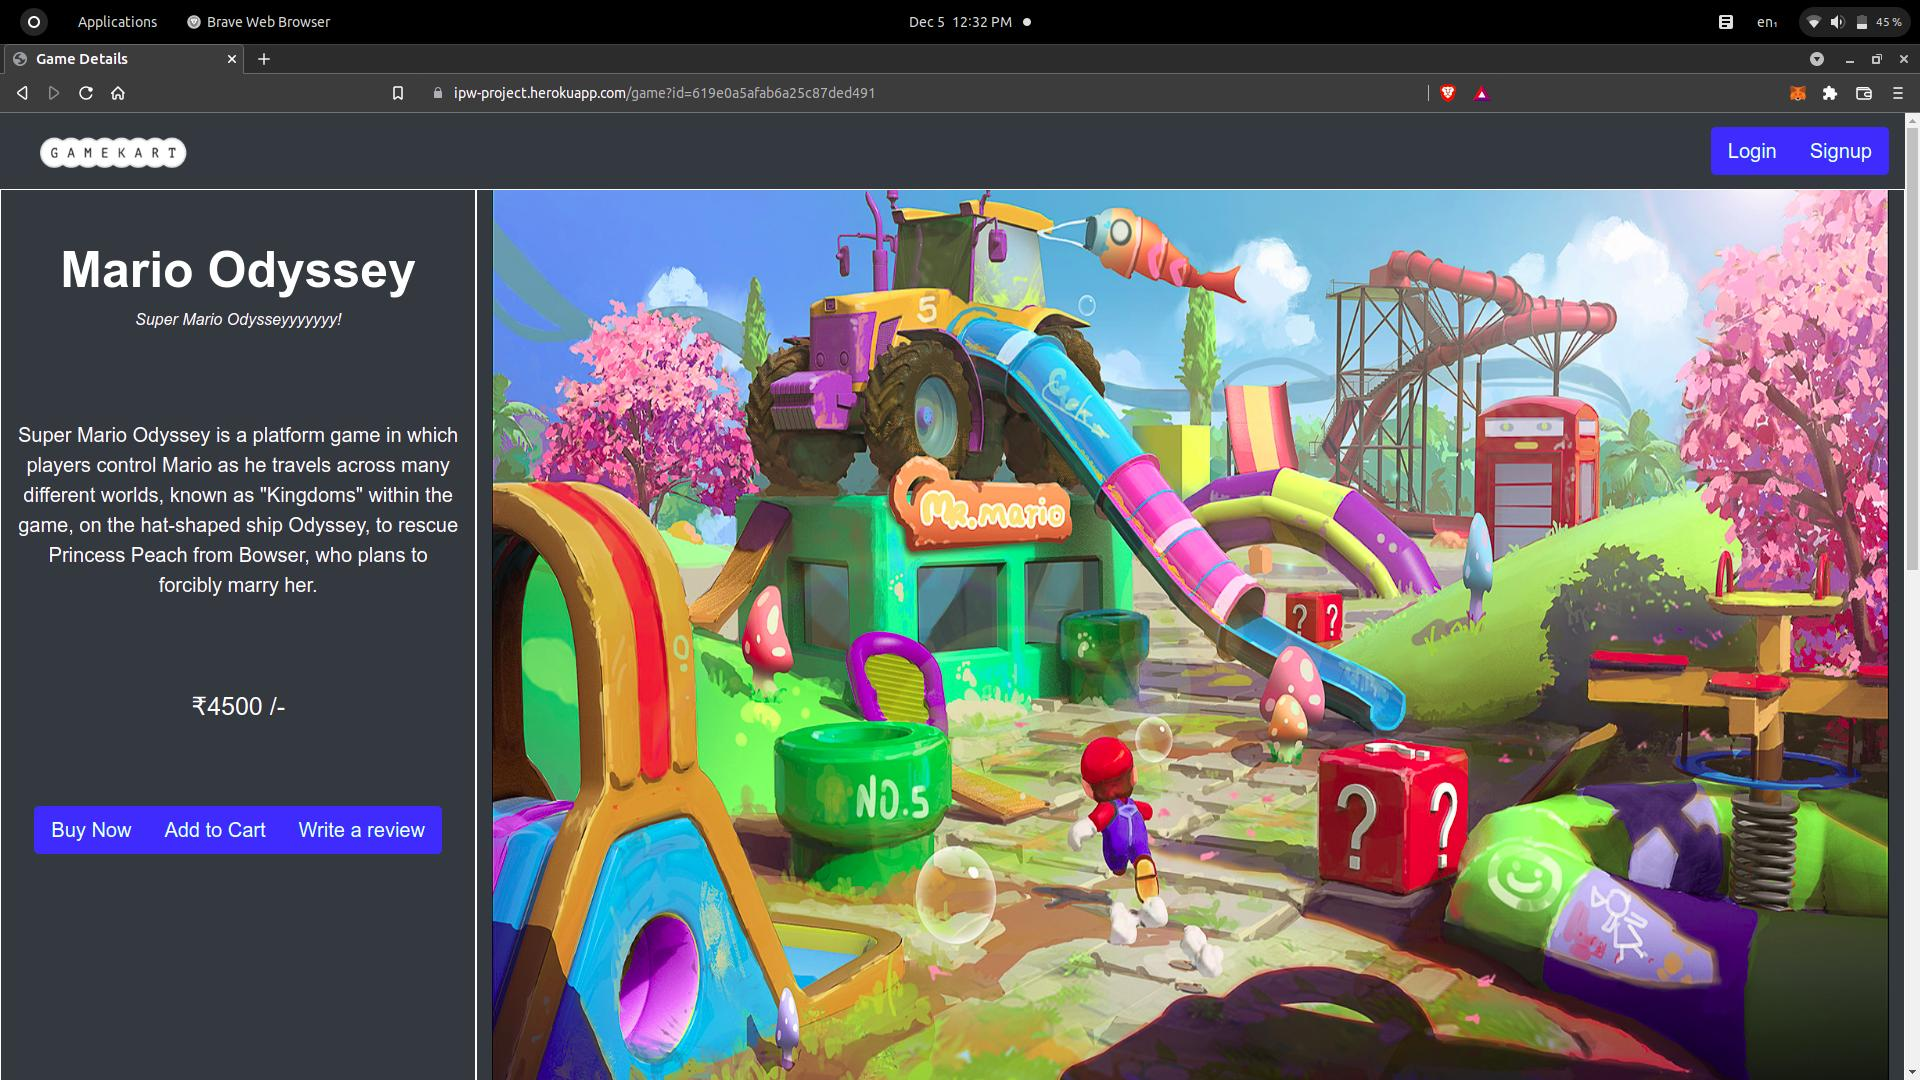 Applications
Brave Web Browser
Dec 5 12:32 PM
en₁
45 %
Game Details
ipw-project.herokuapp.com/game?id=619e0a5afab6a25c87ded491
GAMEKART
Login
Signup
Mario Odyssey
Super Mario Odysseyyyyyyy!
Super Mario Odyssey is a platform game in which
players control Mario as he travels across many
different worlds, known as "Kingdoms" within the
game, on the hat-shaped ship Odyssey, to rescue
Princess Peach from Bowser, who plans to
forcibly marry her.
₹4500 /-
Buy Now
Add to Cart
Write a review
5
Mr.mario
NO.5
? ?
? ?